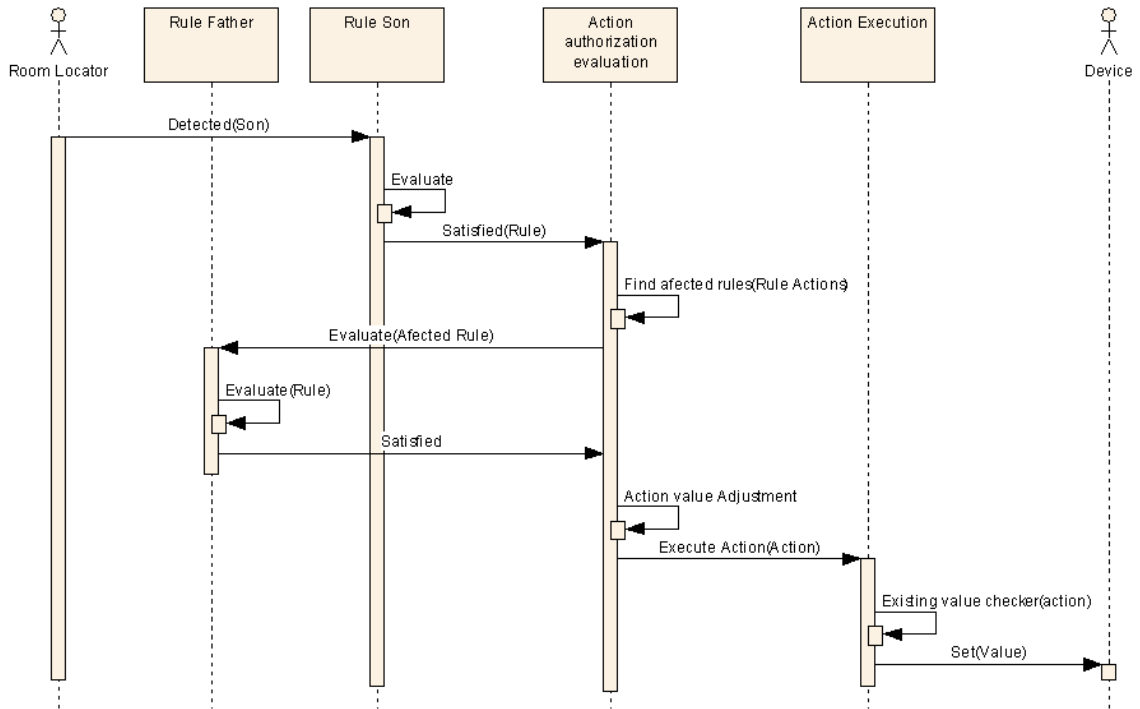 Rule Father
Rule Son
Action
authorization
evaluation
Action Execution
Room Locator
Device
Detected(Son)
Evaluate
Satisfied(Rule)
Find afected rules(Rule Actions)
Evaluate(Afected Rule)
Evaluate(Rule)
Satisfied
Action value Adjustment
Execute Action(Action)
Existing value checker(action)
Set(Value)